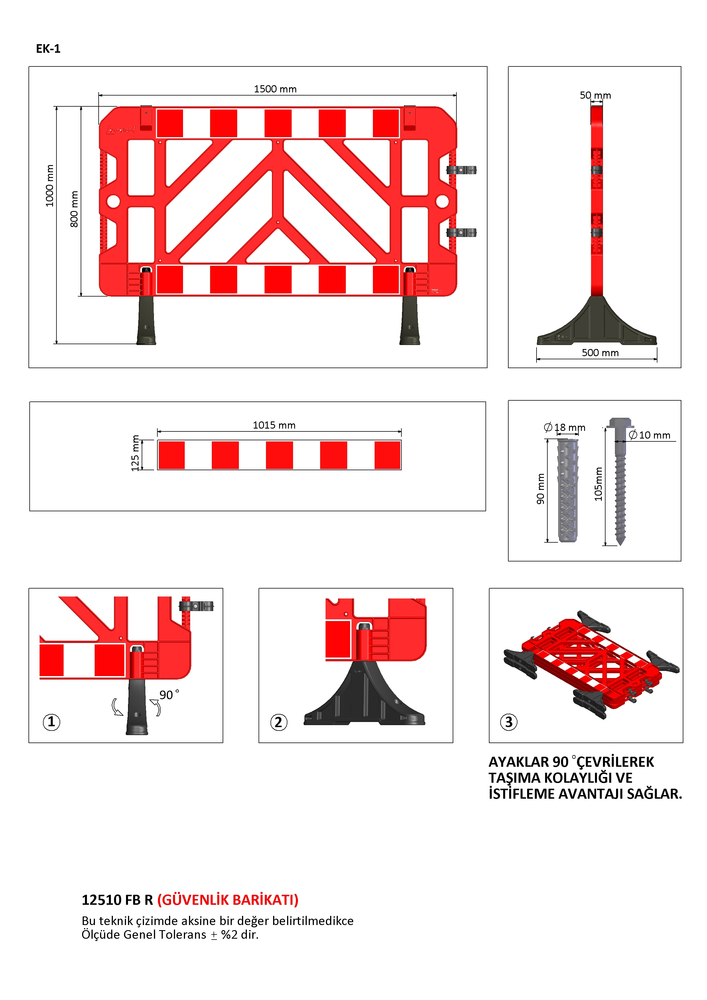 EK-1
1500 mm
50 mm
1000 mm
800 mm
500 mm
1015 mm
125 mm
∅18 mm
∅10 mm
90 mm
105mm
90 °
1
2
3
AYAKLAR 90 °ÇEVRİLEREK
TAŞIMA KOLAYLIĞI VE
İSTİFLEME AVANTAJI SAĞLAR.
12510 FB R (GÜVENLİK BARİKATI)
Bu teknik çizimde aksine bir değer belirtilmedikce
Ölçüde Genel Tolerans ± %2 dir.